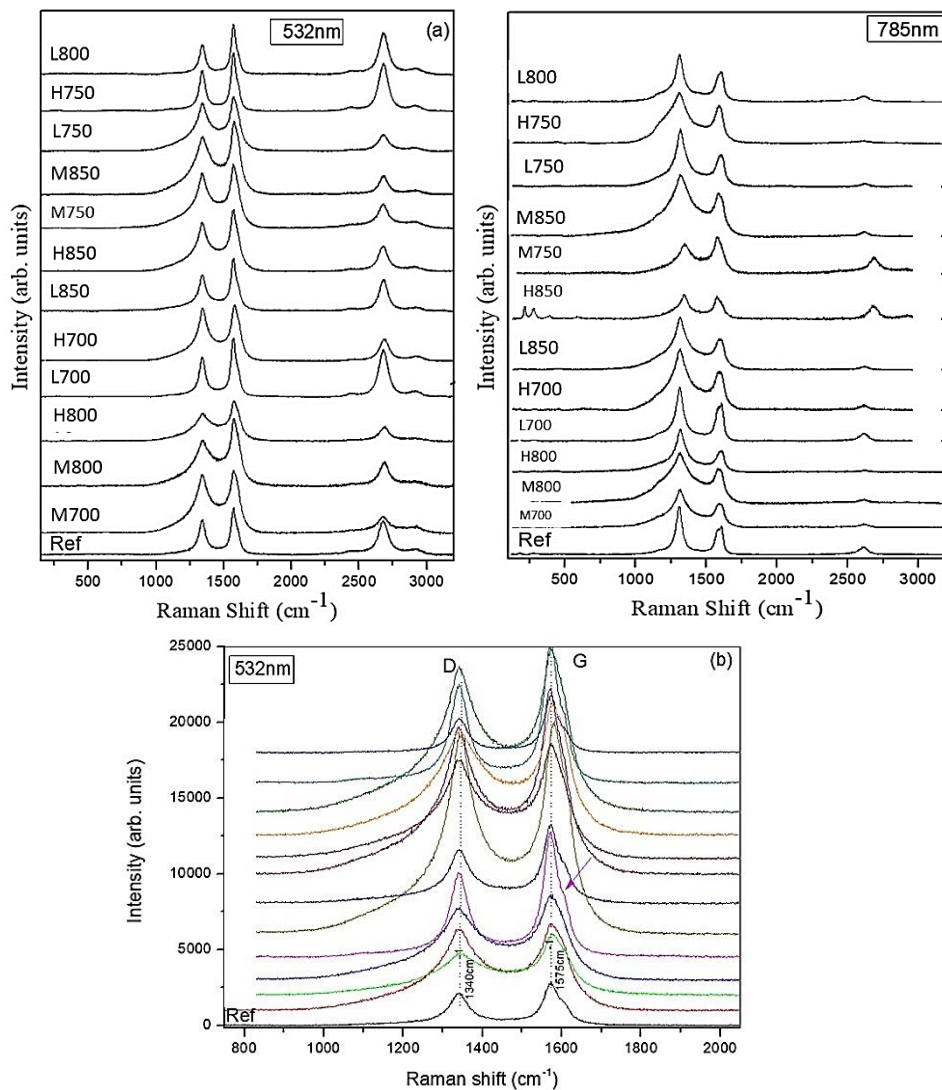 532nm
(a)
L800
H750
L750
M850
M750
H850
L850
H700
L700
H800
M800
M700
Ref
Intensity (arb. units)
500 1000 1500 2000 2500 3000
Raman Shift (cm-1)
785nm
L800
H750
L750
M850
M750
H850
L850
H700
L700
H800
M800
M700
Ref
Intensity (arb. units)
500 1000 1500 2000 2500 3000
Raman Shift (cm-1)
532nm
D
G
(b)
25000
20000
15000
10000
5000
0
Intensity (arb. units)
1340cm-1
1575cm-1
Ref
800 1000 1200 1400 1600 1800 2000
Raman shift (cm-1)